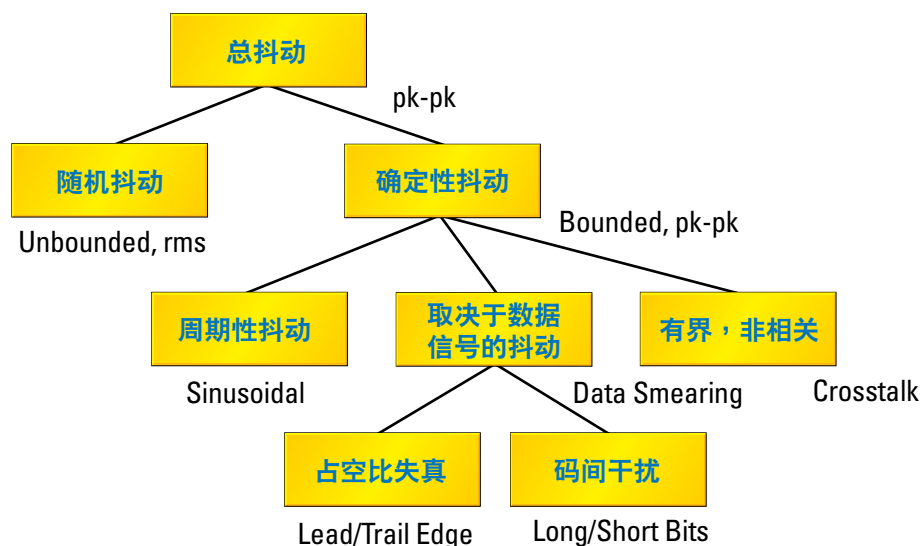 总抖动
pk-pk
随机抖动
确定性抖动
Unbounded, rms
Bounded, pk-pk
周期性抖动
取决于数据
信号的抖动
有界，非相关
Sinusoidal
Data Smearing
Crosstalk
占空比失真
码间干扰
Lead/Trail Edge
Long/Short Bits